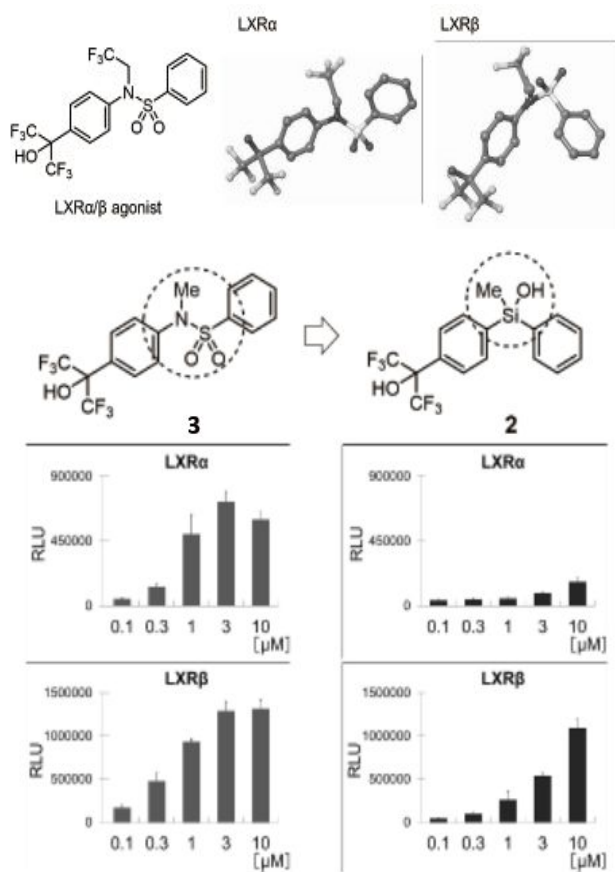 LXRα
LXRβ
F₃C
N
S
O O
F₃C
HO
CF₃
LXRα/β agonist
Me
N
S
O O
F₃C
HO
CF₃
3
Me OH
Si
F₃C
HO
CF₃
2
LXRα
900000
450000
0
RLU
0.1 0.3 1 3 10
[µM]
LXRα
900000
450000
0
RLU
0.1 0.3 1 3 10
[µM]
LXRβ
1500000
1000000
500000
0
RLU
0.1 0.3 1 3 10
[µM]
LXRβ
1500000
1000000
500000
0
RLU
0.1 0.3 1 3 10
[µM]